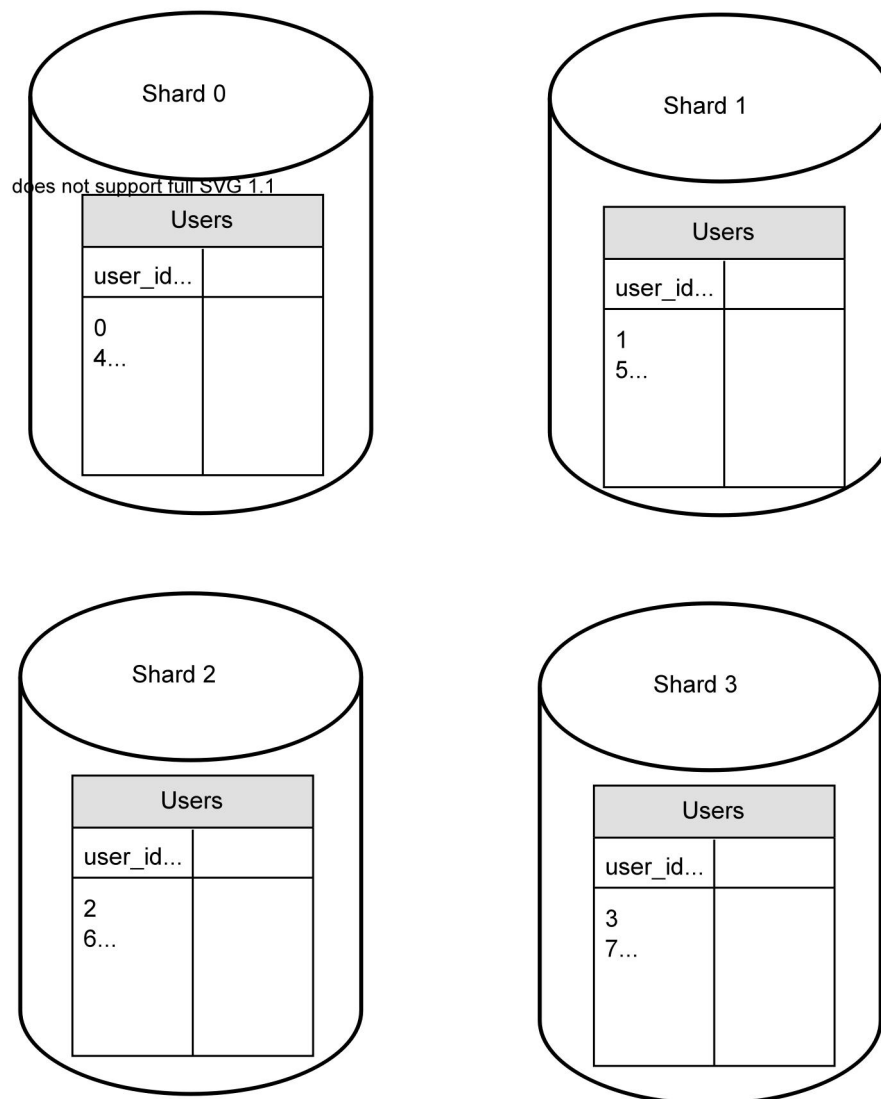 Shard 0
does not support full SVG 1.1
Users
user_id...
0
4...
Shard 1
Users
user_id...
1
5...
Shard 2
Users
user_id...
2
6...
Shard 3
Users
user_id...
3
7...